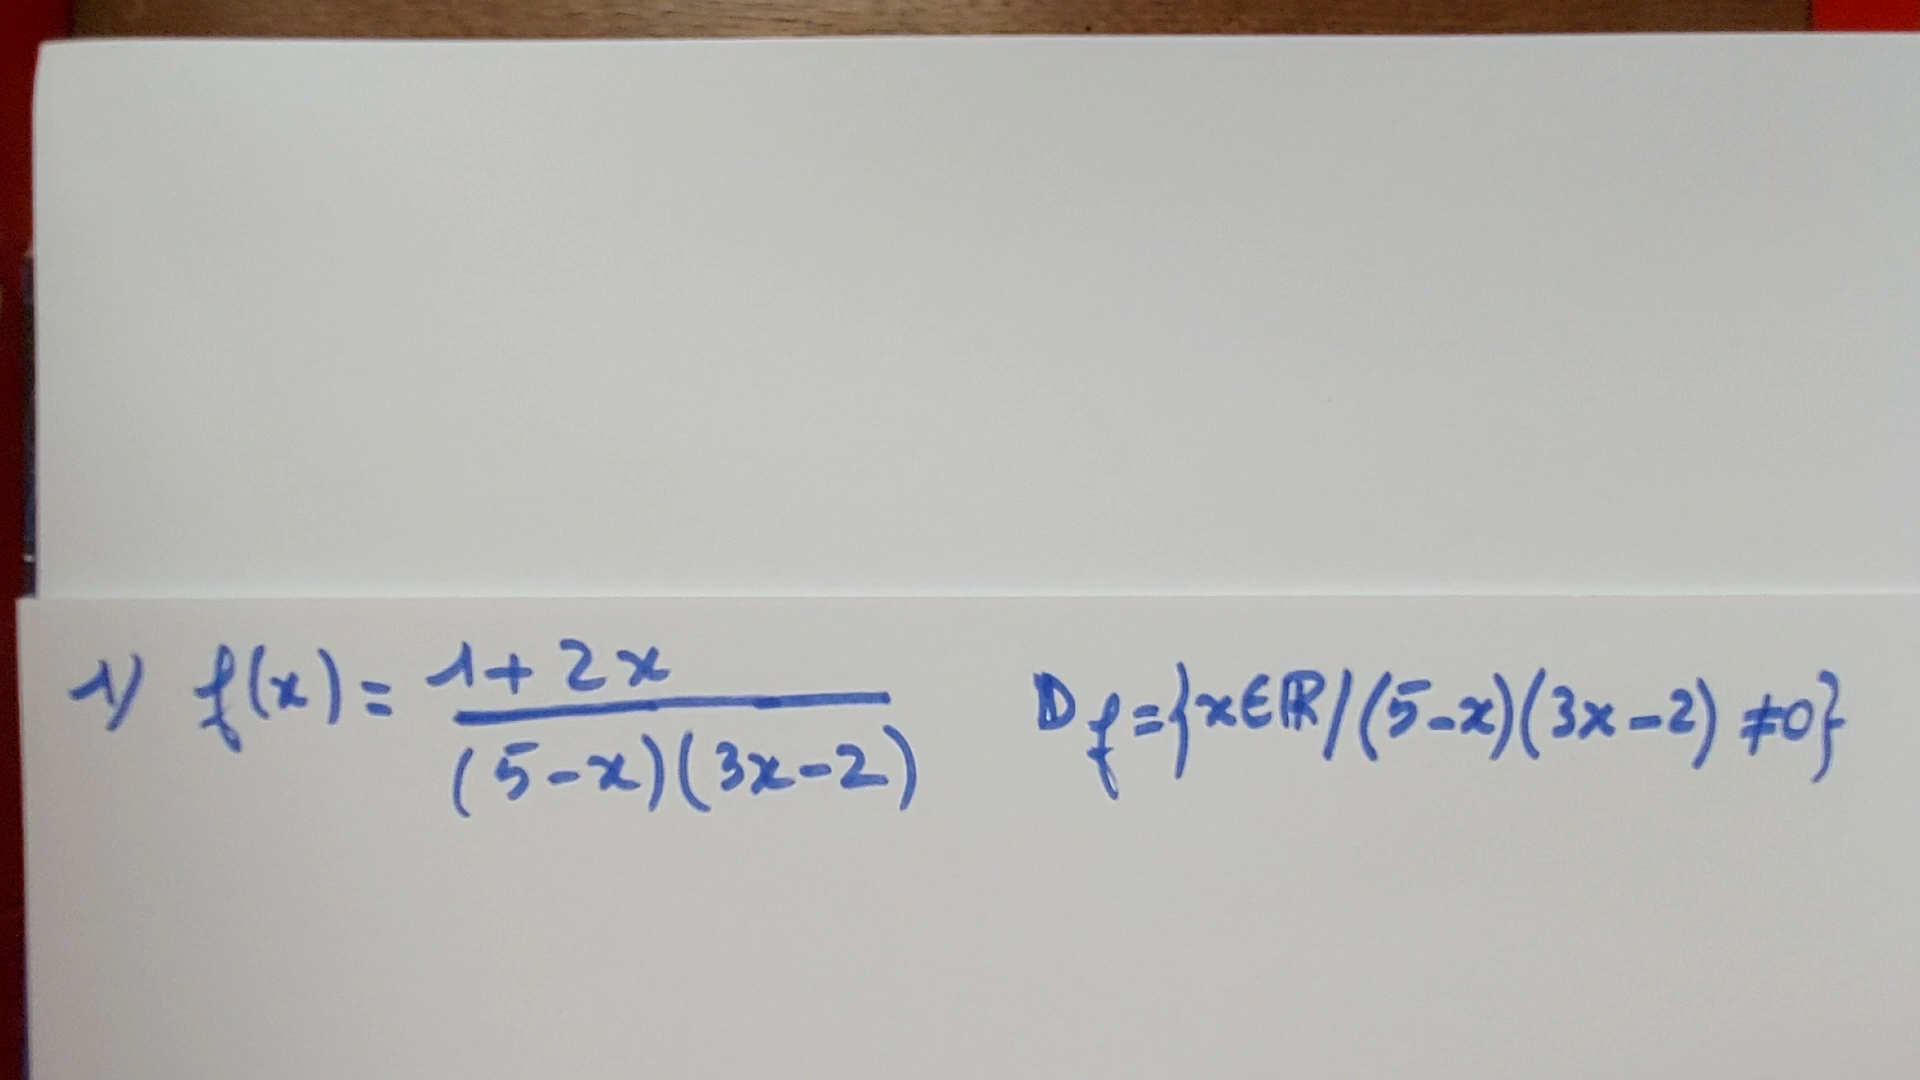 1) f(x) = (1+2x)/((5-x)(3x-2)) Df={x∈ℝ/(5-x)(3x-2) ≠0}